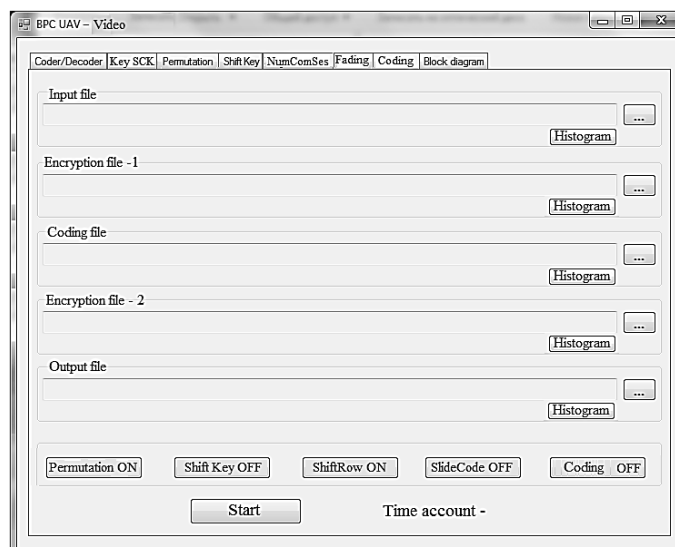 BPC UAV – Video
Coder/Decoder Key SCK Permutation Shift Key NumComSes Fading Coding Block diagram
Input file
...
Histogram
Encryption file -1
...
Histogram
Coding file
...
Histogram
Encryption file - 2
...
Histogram
Output file
...
Histogram
Permutation ON Shift Key OFF ShiftRow ON SlideCode OFF Coding OFF
Start Time account -